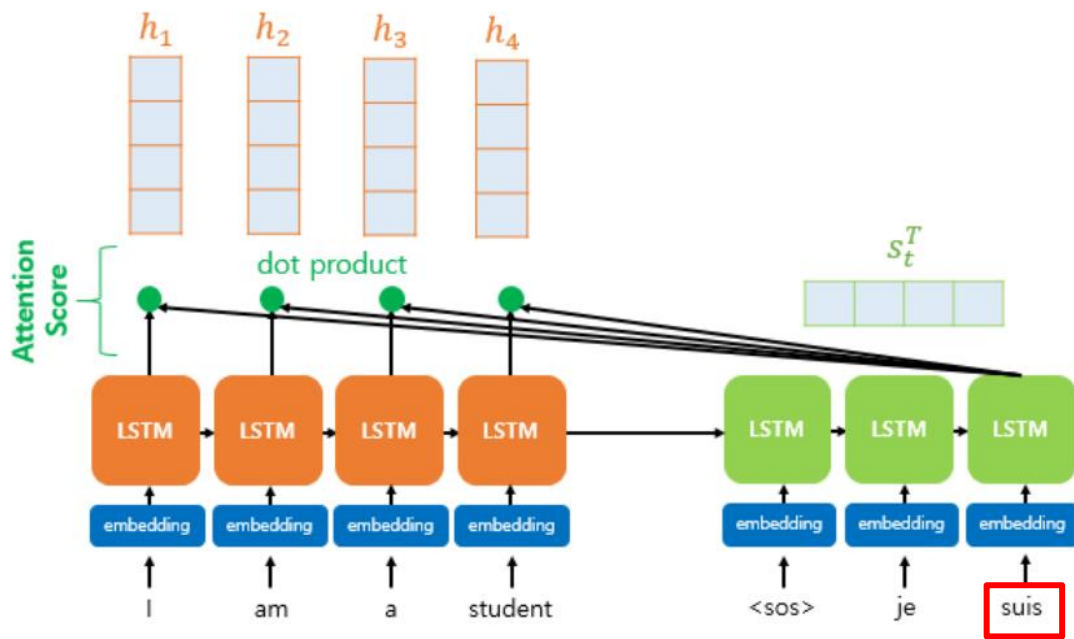 h₁ h₂ h₃ h₄
Attention Score
dot product
sₜᵀ
LSTM LSTM LSTM LSTM LSTM LSTM LSTM
embedding embedding embedding embedding embedding embedding embedding
I am a student <sos> je suis